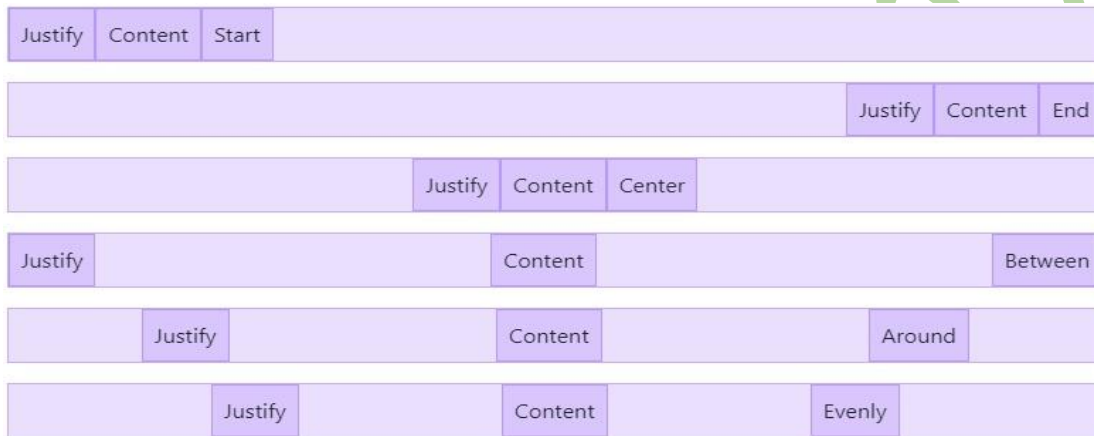 Justify Content Start
Justify Content End
Justify Content Center
Justify Content Between
Justify Content Around
Justify Content Evenly